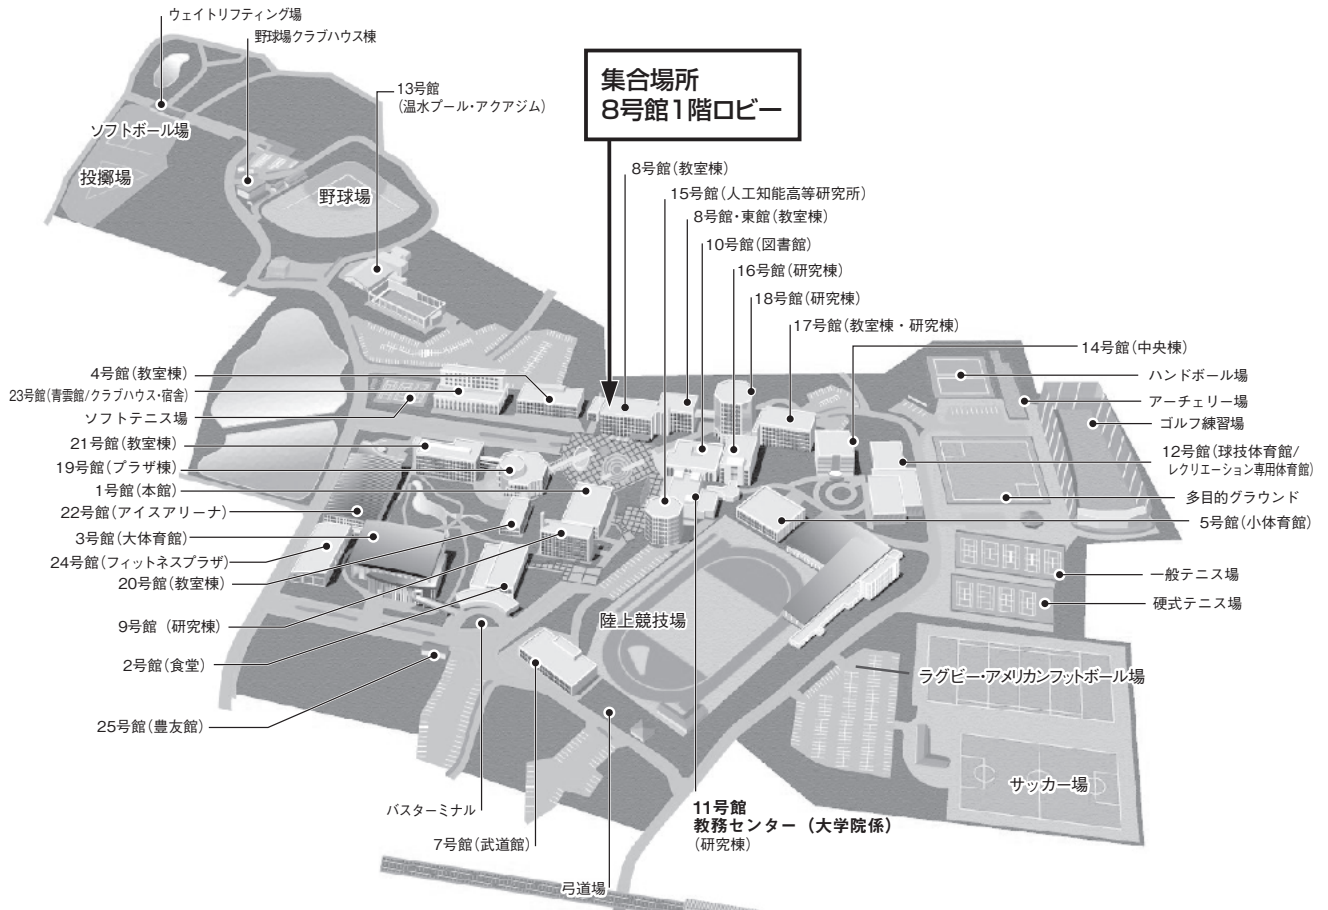 ウェイトリフティング場
野球場クラブハウス棟
13号館
(温水プール・アクアジム)
集合場所
8号館1階ロビー
ソフトボール場
投擲場
野球場
8号館(教室棟)
15号館(人工知能高等研究所)
8号館・東館(教室棟)
10号館(図書館)
16号館(研究棟)
18号館(研究棟)
17号館(教室棟・研究棟)
14号館(中央棟)
ハンドボール場
アーチェリー場
ゴルフ練習場
12号館(球技体育館/
レクリエーション専用体育館)
多目的グラウンド
5号館(小体育館)
一般テニス場
硬式テニス場
4号館(教室棟)
23号館(青雲館/クラブハウス・宿舎)
ソフトテニス場
21号館(教室棟)
19号館(プラザ棟)
1号館(本館)
22号館(アイスアリーナ)
3号館(大体育館)
24号館(フィットネスプラザ)
20号館(教室棟)
9号館(研究棟)
2号館(食堂)
25号館(豊友館)
陸上競技場
ラグビー・アメリカンフットボール場
サッカー場
バスターミナル
7号館(武道館)
弓道場
11号館
教務センター(大学院係)
(研究棟)